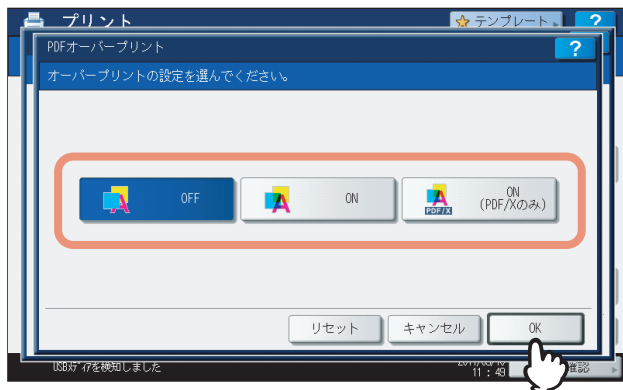 プリント
テンプレート
?
PDFオーバープリント
?
オーバープリントの設定を選んでください。
OFF
ON
PDF/X
ON
(PDF/Xのみ)
リセット
キャンセル
OK
USBメディアを検知しました
11 : 49
確認